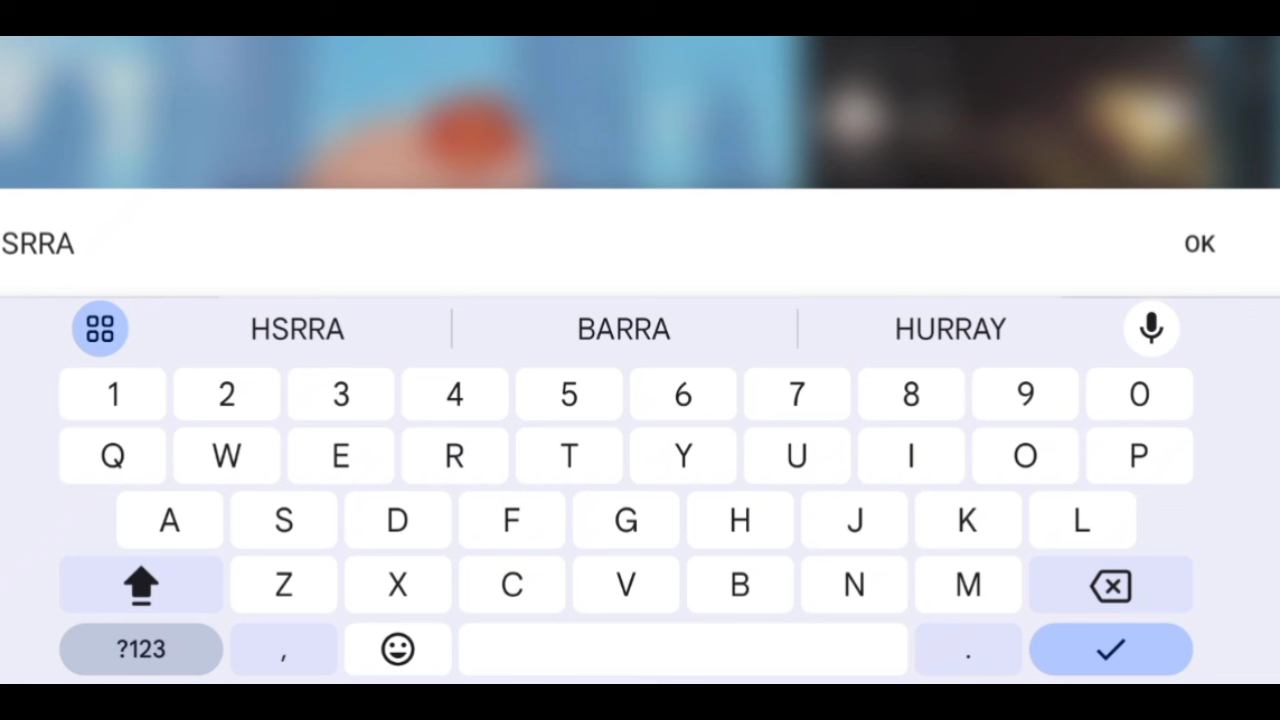 SRRA OK
HSRRA BARRA HURRAY
1 2 3 4 5 6 7 8 9 0
Q W E R T Y U I O P
A S D F G H J K L
Z X C V B N M
?123 , .